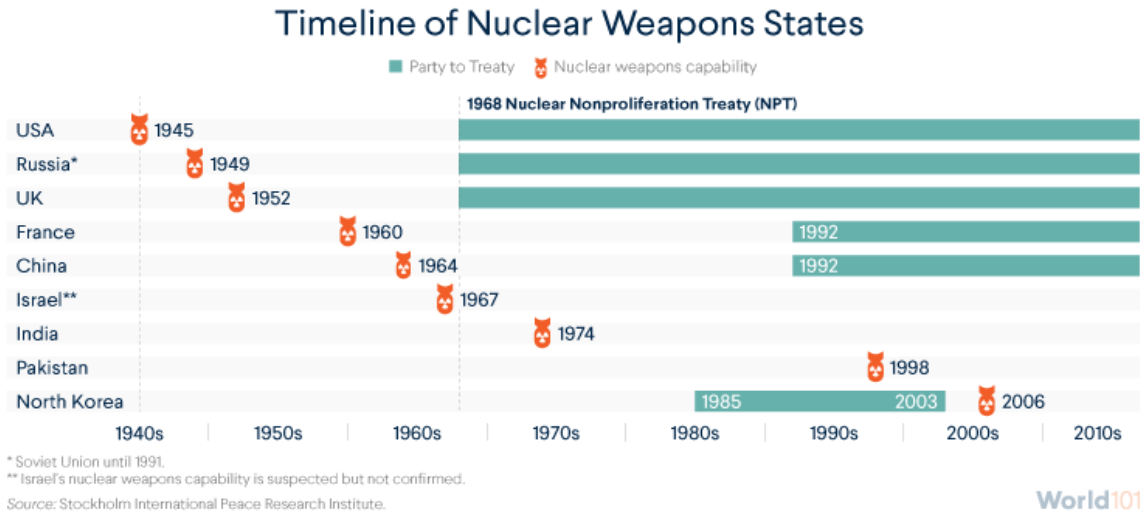 Timeline of Nuclear Weapons States
Party to Treaty Nuclear weapons capability
1968 Nuclear Nonproliferation Treaty (NPT)
USA 1945
Russia* 1949
UK 1952
France 1960 1992
China 1964 1992
Israel** 1967
India 1974
Pakistan 1998
North Korea 1985 2003 2006
1940s 1950s 1960s 1970s 1980s 1990s 2000s 2010s
* Soviet Union until 1991.
** Israel's nuclear weapons capability is suspected but not confirmed.
Source: Stockholm International Peace Research Institute.
World101